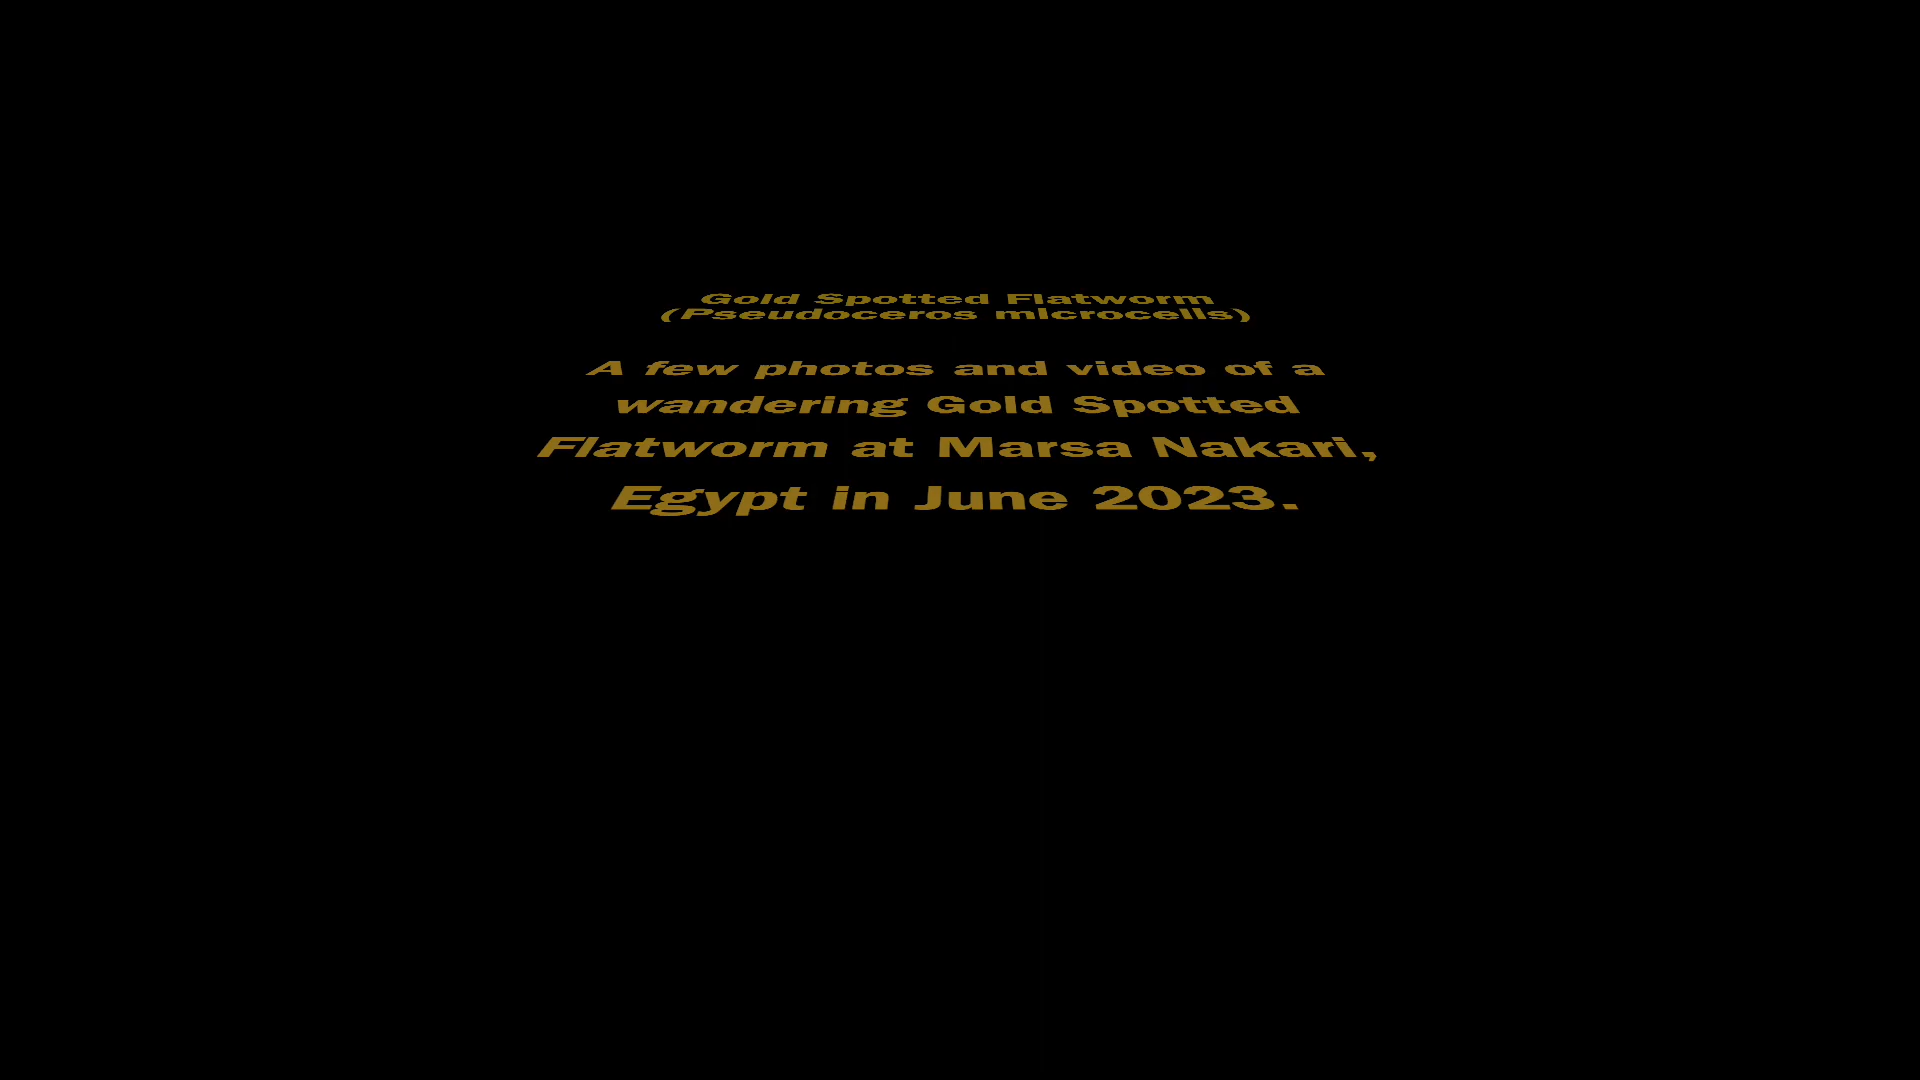 Gold Spotted Flatworm
(Pseudoceros microcells)
A few photos and video of a
wandering Gold Spotted
Flatworm at Marsa Nakari,
Egypt in June 2023.